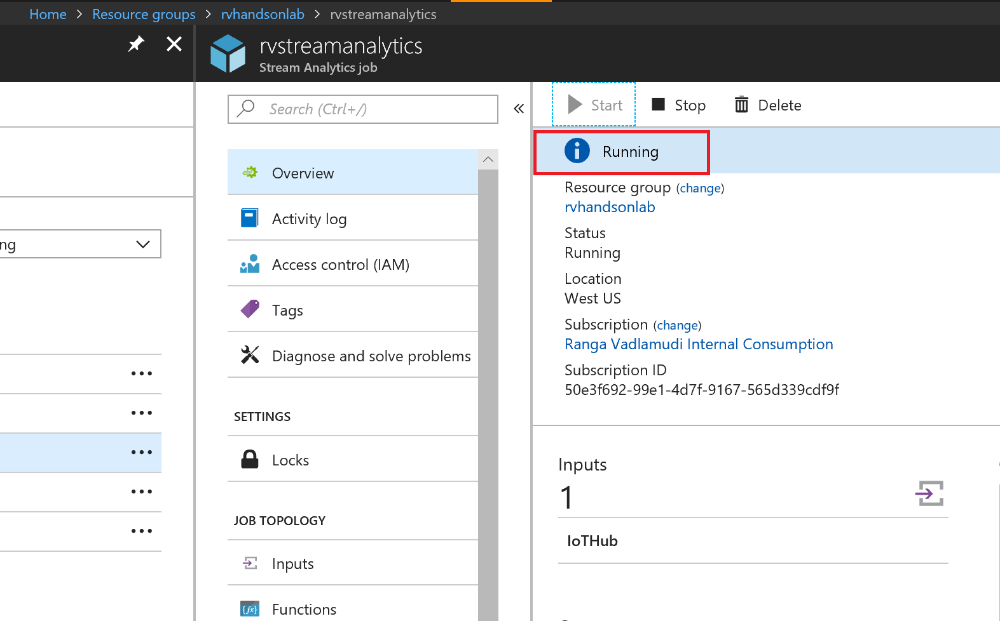 Home > Resource groups > rvhandsonlab > rvstreamanalytics
rvstreamanalytics
Stream Analytics job
ng
Search (Ctrl+/)
«
Overview
Activity log
Access control (IAM)
Tags
Diagnose and solve problems
SETTINGS
Locks
JOB TOPOLOGY
Inputs
Functions
Start Stop Delete
Running
Resource group (change)
rvhandsonlab
Status
Running
Location
West US
Subscription (change)
Ranga Vadlamudi Internal Consumption
Subscription ID
50e3f692-99e1-4d7f-9167-565d339cdf9f
Inputs
1
IoTHub